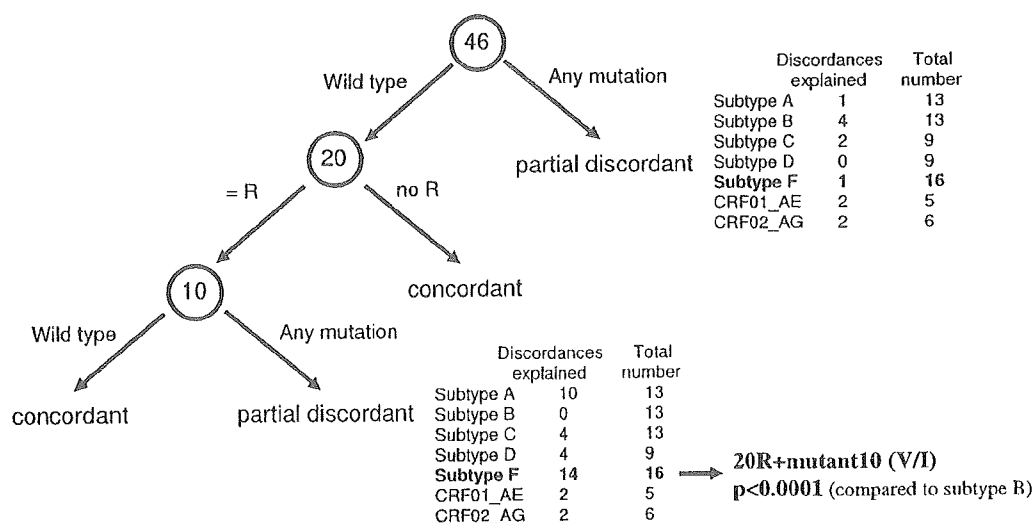 46
Wild type
Any mutation
Discordances Total
explained number
Subtype A 1 13
Subtype B 4 13
Subtype C 2 9
Subtype D 0 9
Subtype F 1 16
CRF01_AE 2 5
CRF02_AG 2 6
20
partial discordant
= R
no R
10
concordant
Wild type
Any mutation
concordant
partial discordant
Discordances Total
explained number
Subtype A 10 13
Subtype B 0 13
Subtype C 4 13
Subtype D 4 9
Subtype F 14 16
CRF01_AE 2 5
CRF02_AG 2 6
20R+mutant10 (V/I)
p<0.0001 (compared to subtype B)